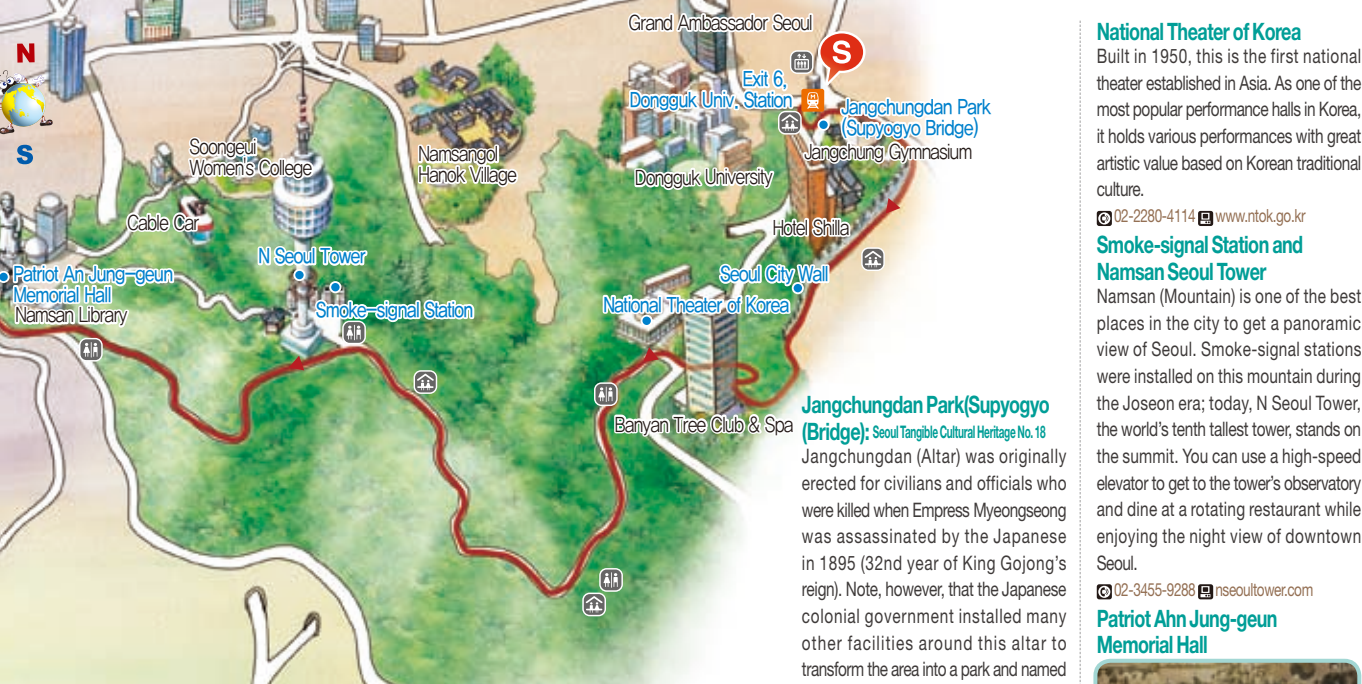 N
S
Grand Ambassador Seoul
S
Exit 6,
Dongguk Univ. Station
Jangchungdan Park
(Supyogyo Bridge)
Jangchung Gymnasium
Soongeui
Women's College
Namsangol
Hanok Village
Dongguk University
Cable Car
Hotel Shilla
N Seoul Tower
Seoul City Wall
Patriot An Jung-geun
Memorial Hall
Namsan Library
Smoke-signal Station
National Theater of Korea
Banyan Tree Club & Spa
Jangchungdan Park(Supyogyo
(Bridge): Seoul Tangible Cultural Heritage No. 18
Jangchungdan (Altar) was originally
erected for civilians and officials who
were killed when Empress Myeongseong
was assassinated by the Japanese
in 1895 (32nd year of King Gojong's
reign). Note, however, that the Japanese
colonial government installed many
other facilities around this altar to
transform the area into a park and named
National Theater of Korea
Built in 1950, this is the first national
theater established in Asia. As one of the
most popular performance halls in Korea,
it holds various performances with great
artistic value based on Korean traditional
culture.
02-2280-4114 www.ntok.go.kr
Smoke-signal Station and
Namsan Seoul Tower
Namsan (Mountain) is one of the best
places in the city to get a panoramic
view of Seoul. Smoke-signal stations
were installed on this mountain during
the Joseon era; today, N Seoul Tower,
the world's tenth tallest tower, stands on
the summit. You can use a high-speed
elevator to get to the tower's observatory
and dine at a rotating restaurant while
enjoying the night view of downtown
Seoul.
02-3455-9288 nseoultower.com
Patriot Ahn Jung-geun
Memorial Hall